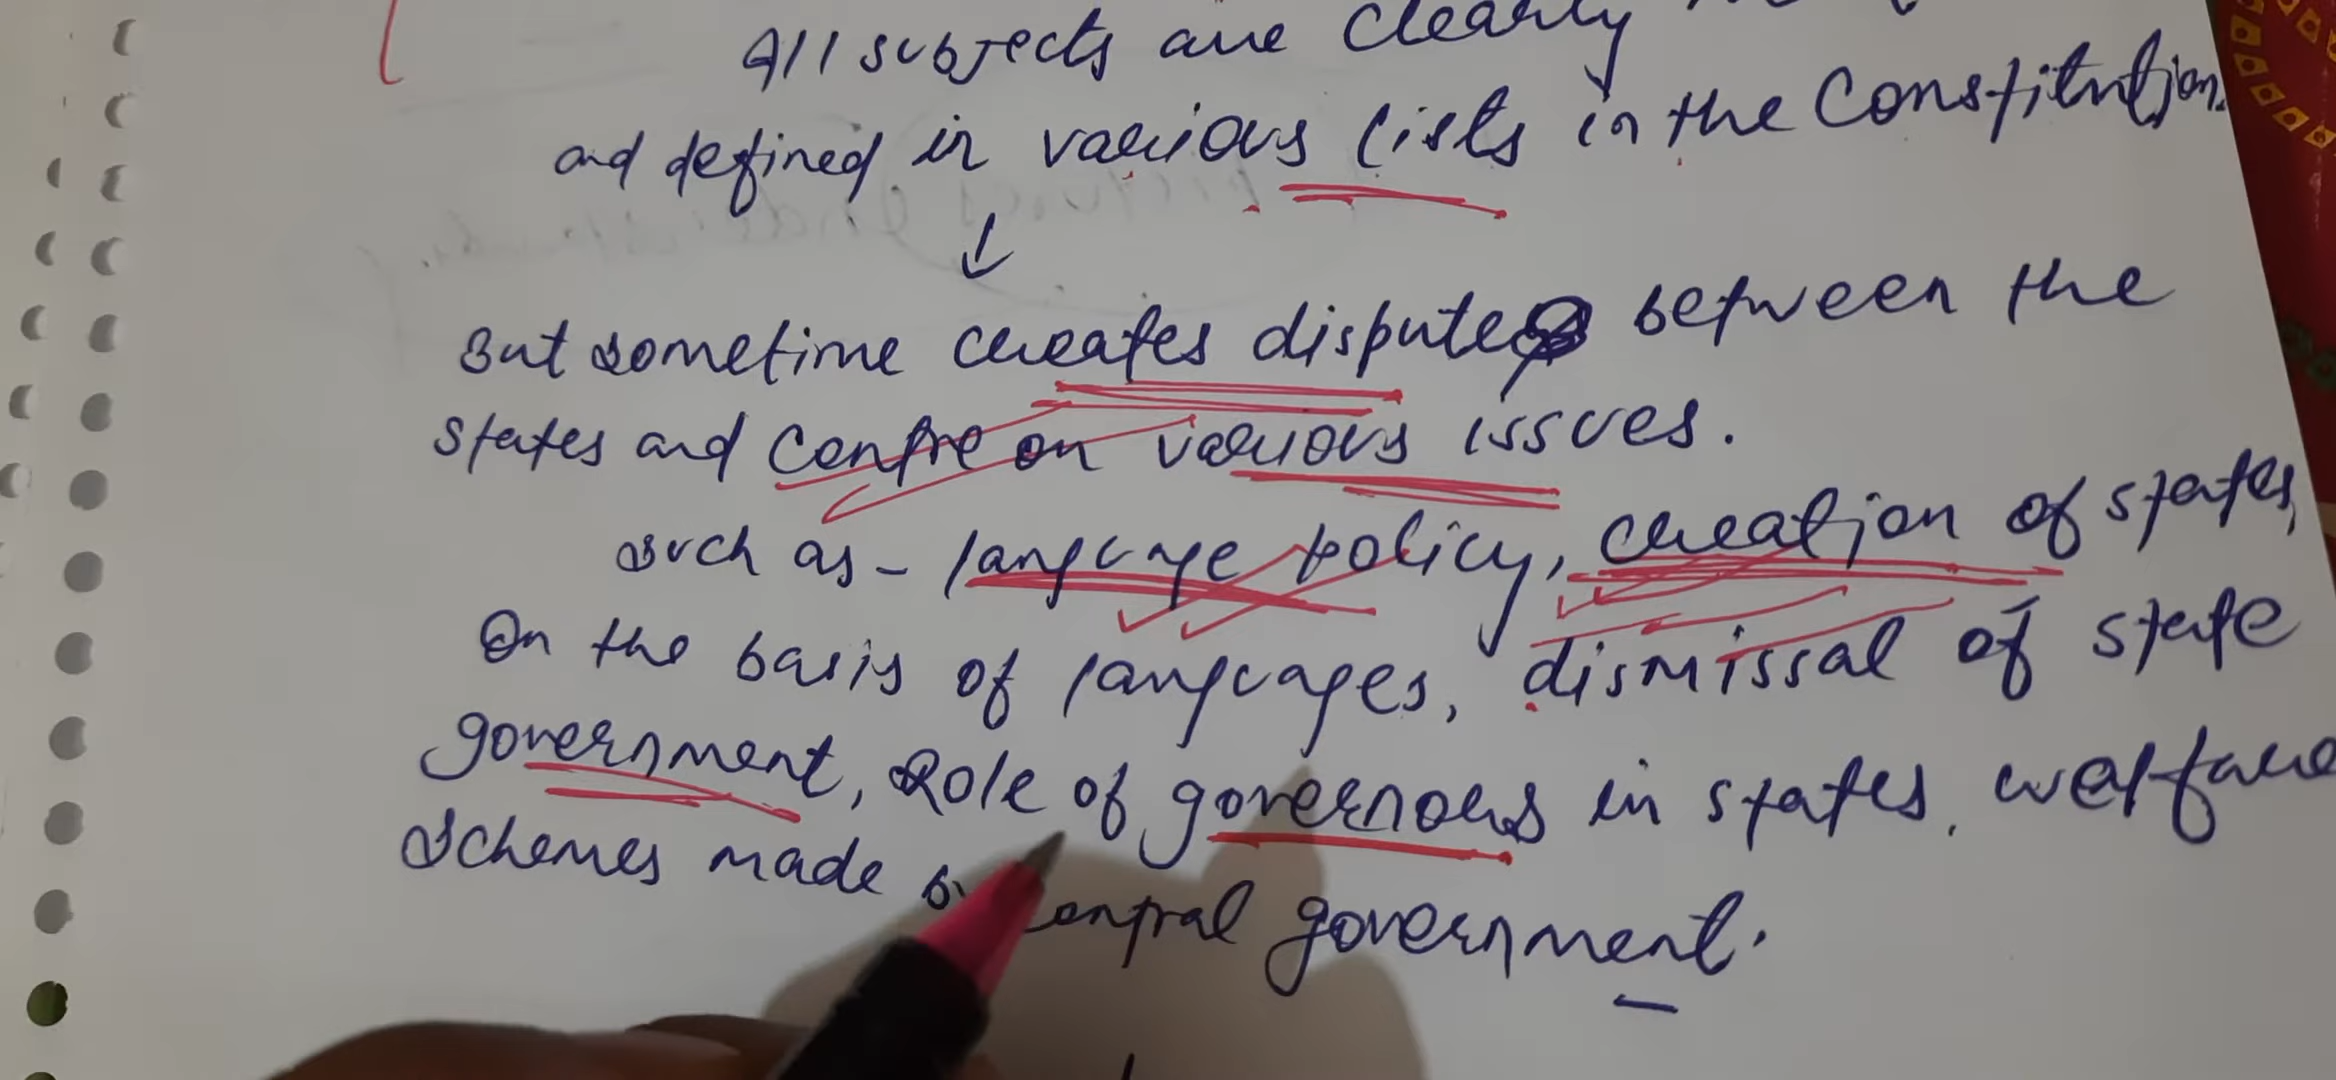 All subjects are clearly
and defined in various lists in the Constitution.
↓
But sometime creates dispute between the
states and centre on various issues.
such as - language policy, creation of states,
On the basis of languages, dismissal of state
government, Role of governors in states, welfare
Schemes made central government.